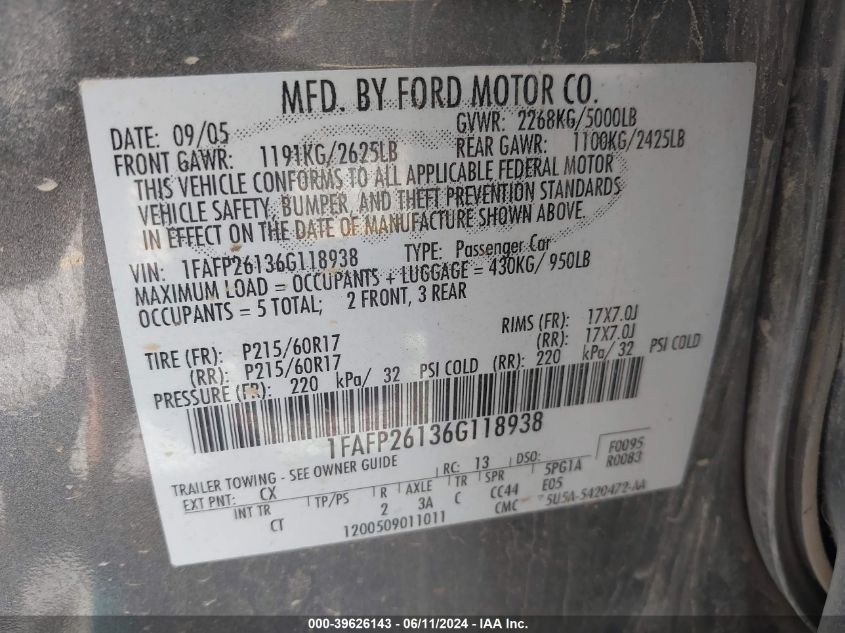 MFD. BY FORD MOTOR CO.
DATE: 09/05 GVWR: 2268KG/5000LB
FRONT GAWR: 1191KG/2625LB REAR GAWR: 1100KG/2425LB
THIS VEHICLE CONFORMS TO ALL APPLICABLE FEDERAL MOTOR
VEHICLE SAFETY, BUMPER, AND THEFT PREVENTION STANDARDS
IN EFFECT ON THE DATE OF MANUFACTURE SHOWN ABOVE.
VIN: 1FAFP26136G118938 TYPE: Passenger Car
MAXIMUM LOAD = OCCUPANTS + LUGGAGE = 430KG/ 950LB
OCCUPANTS = 5 TOTAL; 2 FRONT, 3 REAR
TIRE (FR): P215/60R17 RIMS (FR): 17X7.0J
(RR): P215/60R17 (RR): 17X7.0J
PRESSURE (FR): 220 kPa/ 32 PSI COLD (RR): 220 kPa/ 32 PSI COLD
1FAFP26136G118938
TRAILER TOWING - SEE OWNER GUIDE RC: 13 DSO: F0095
EXT PNT: CX 5PG1A R0083
INT TR TP/PS R AXLE TR SPR E05
CT 2 3A C CC44 5U5A-5420472-AA
1200509011011 CMC
000-39626143 - 06/11/2024 - IAA Inc.